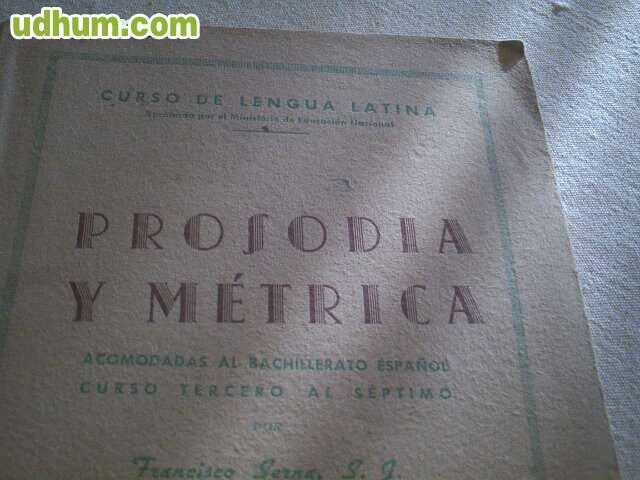 udhum.com
CURSO DE LENGUA LATINA
Aprobado por el Ministerio de Educación Nacional
PROSODIA
Y MÉTRICA
ACOMODADAS AL BACHILLERATO ESPAÑOL
CURSO TERCERO AL SÉPTIMO
POR
Francisco Serna, S. J.